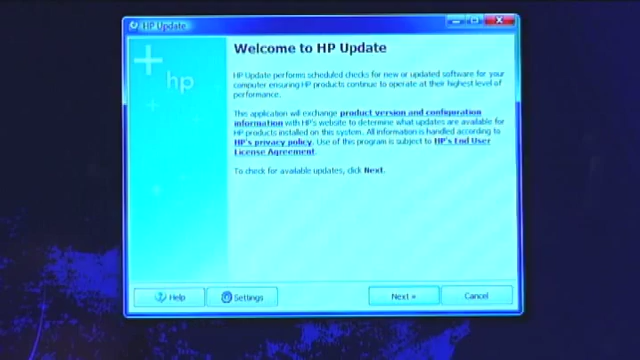 HP Update
hp
Welcome to HP Update
HP Update performs scheduled checks for new or updated software for your
computer ensuring HP products continue to operate at their highest level of
performance.
This application will exchange product version and configuration
information with HP's website to determine what updates are available for
HP products installed on this system. All information is handled according to
HP's privacy policy. Use of this program is subject to HP's End User
License Agreement.
To check for available updates, click Next.
Help
Settings
Next »
Cancel